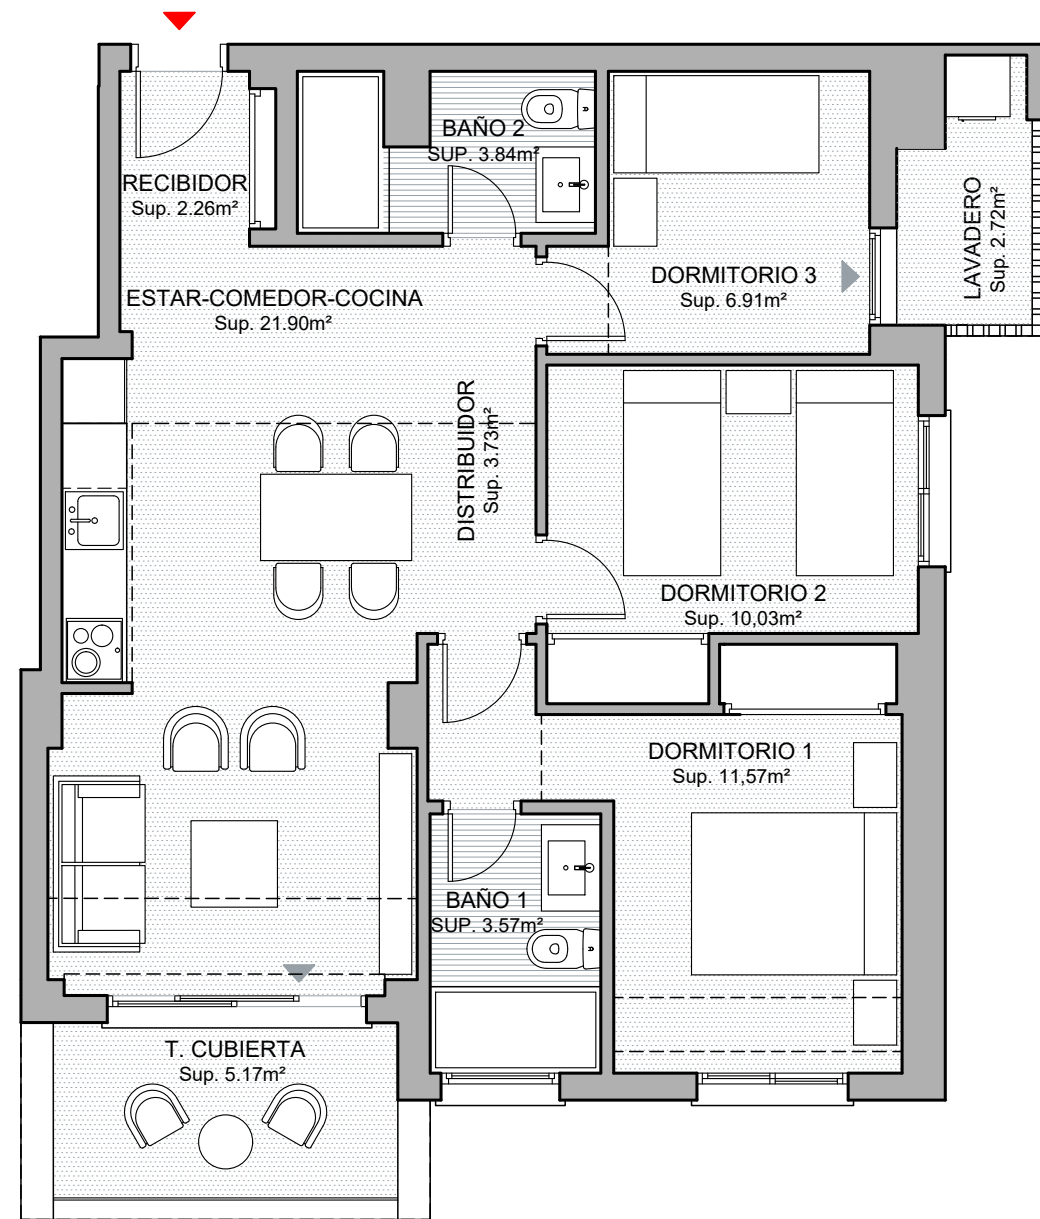 BAÑO 2
SUP. 3.84m²
RECIBIDOR
Sup. 2.26m²
LAVADERO
Sup. 2.72m²
DORMITORIO 3
Sup. 6.91m²
ESTAR-COMEDOR-COCINA
Sup. 21.90m²
DISTRIBUIDOR
Sup. 3.73m²
DORMITORIO 2
Sup. 10,03m²
DORMITORIO 1
Sup. 11,57m²
BAÑO 1
SUP. 3.57m²
T. CUBIERTA
Sup. 5.17m²